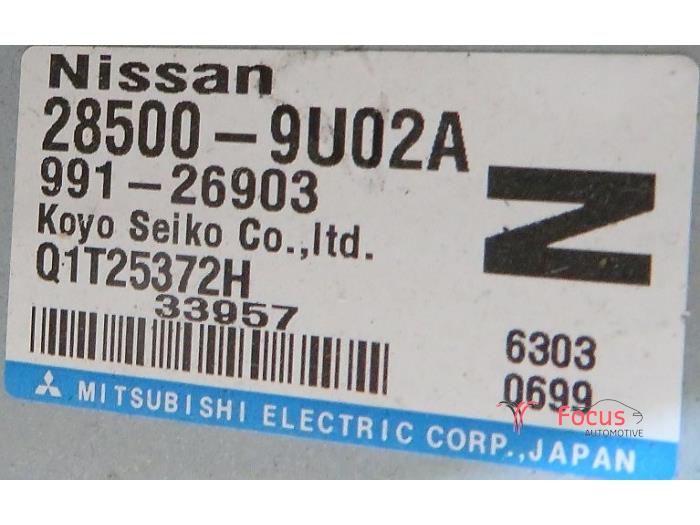 Nissan
28500-9U02A
991-26903
Koyo Seiko Co.,ltd.
Q1T25372H
33957
N
6303
0699
MITSUBISHI ELECTRIC CORP., JAPAN
Focus
AUTOMOTIVE